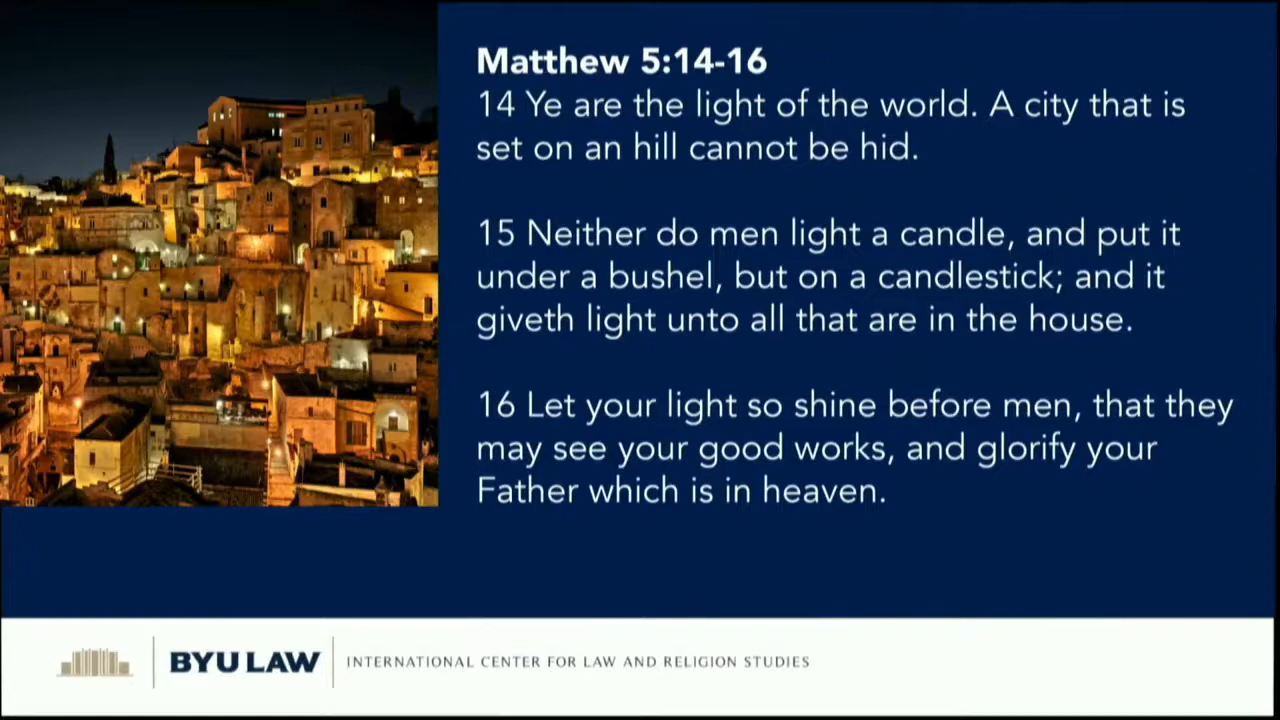 Matthew 5:14-16
14 Ye are the light of the world. A city that is
set on an hill cannot be hid.
15 Neither do men light a candle, and put it
under a bushel, but on a candlestick; and it
giveth light unto all that are in the house.
16 Let your light so shine before men, that they
may see your good works, and glorify your
Father which is in heaven.
BYU LAW
INTERNATIONAL CENTER FOR LAW AND RELIGION STUDIES